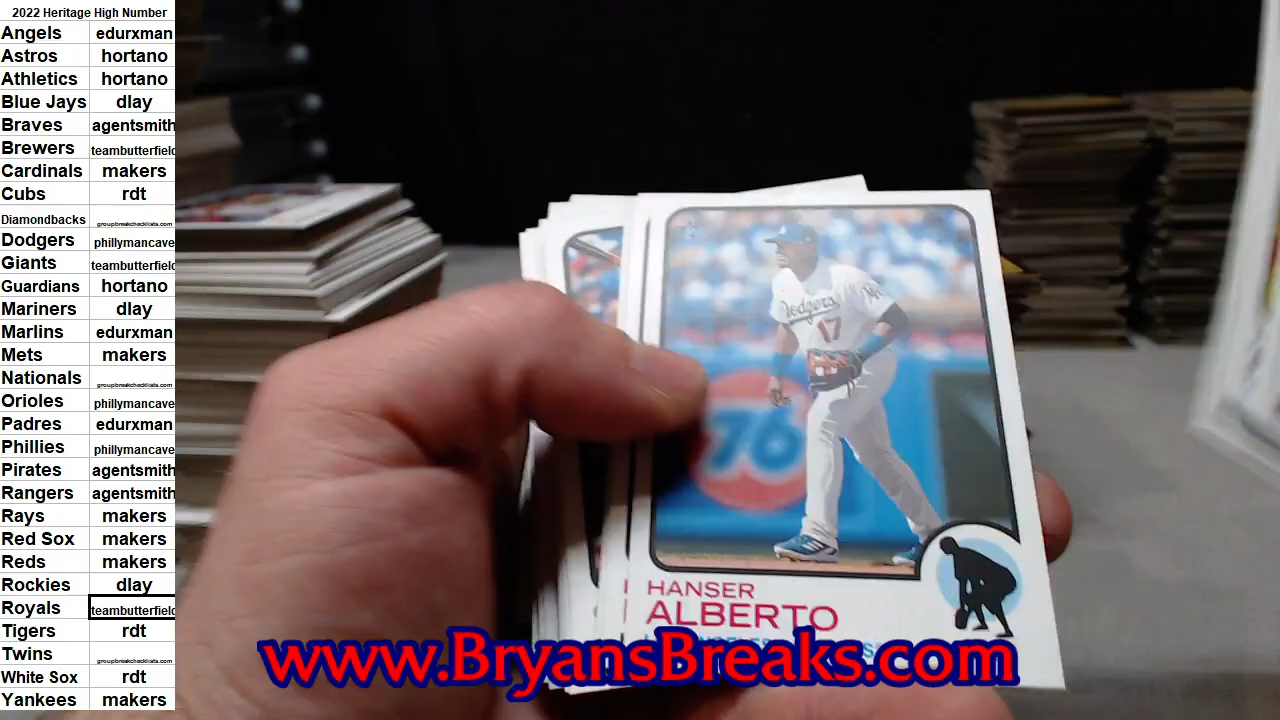 2022 Heritage High Number
Angels edurxman
Astros hortano
Athletics hortano
Blue Jays dlay
Braves agentsmith
Brewers teambutterfield
Cardinals makers
Cubs rdt
Diamondbacks groupbreakchecklists.com
Dodgers phillymancave
Giants teambutterfield
Guardians hortano
Mariners dlay
Marlins edurxman
Mets makers
Nationals groupbreakchecklists.com
Orioles phillymancave
Padres edurxman
Phillies phillymancave
Pirates agentsmith
Rangers agentsmith
Rays makers
Red Sox makers
Reds makers
Rockies dlay
Royals teambutterfield
Tigers rdt
Twins groupbreakchecklists.com
White Sox rdt
Yankees makers
Dodgers
17
76
HANSER
ALBERTO
www.BryansBreaks.com